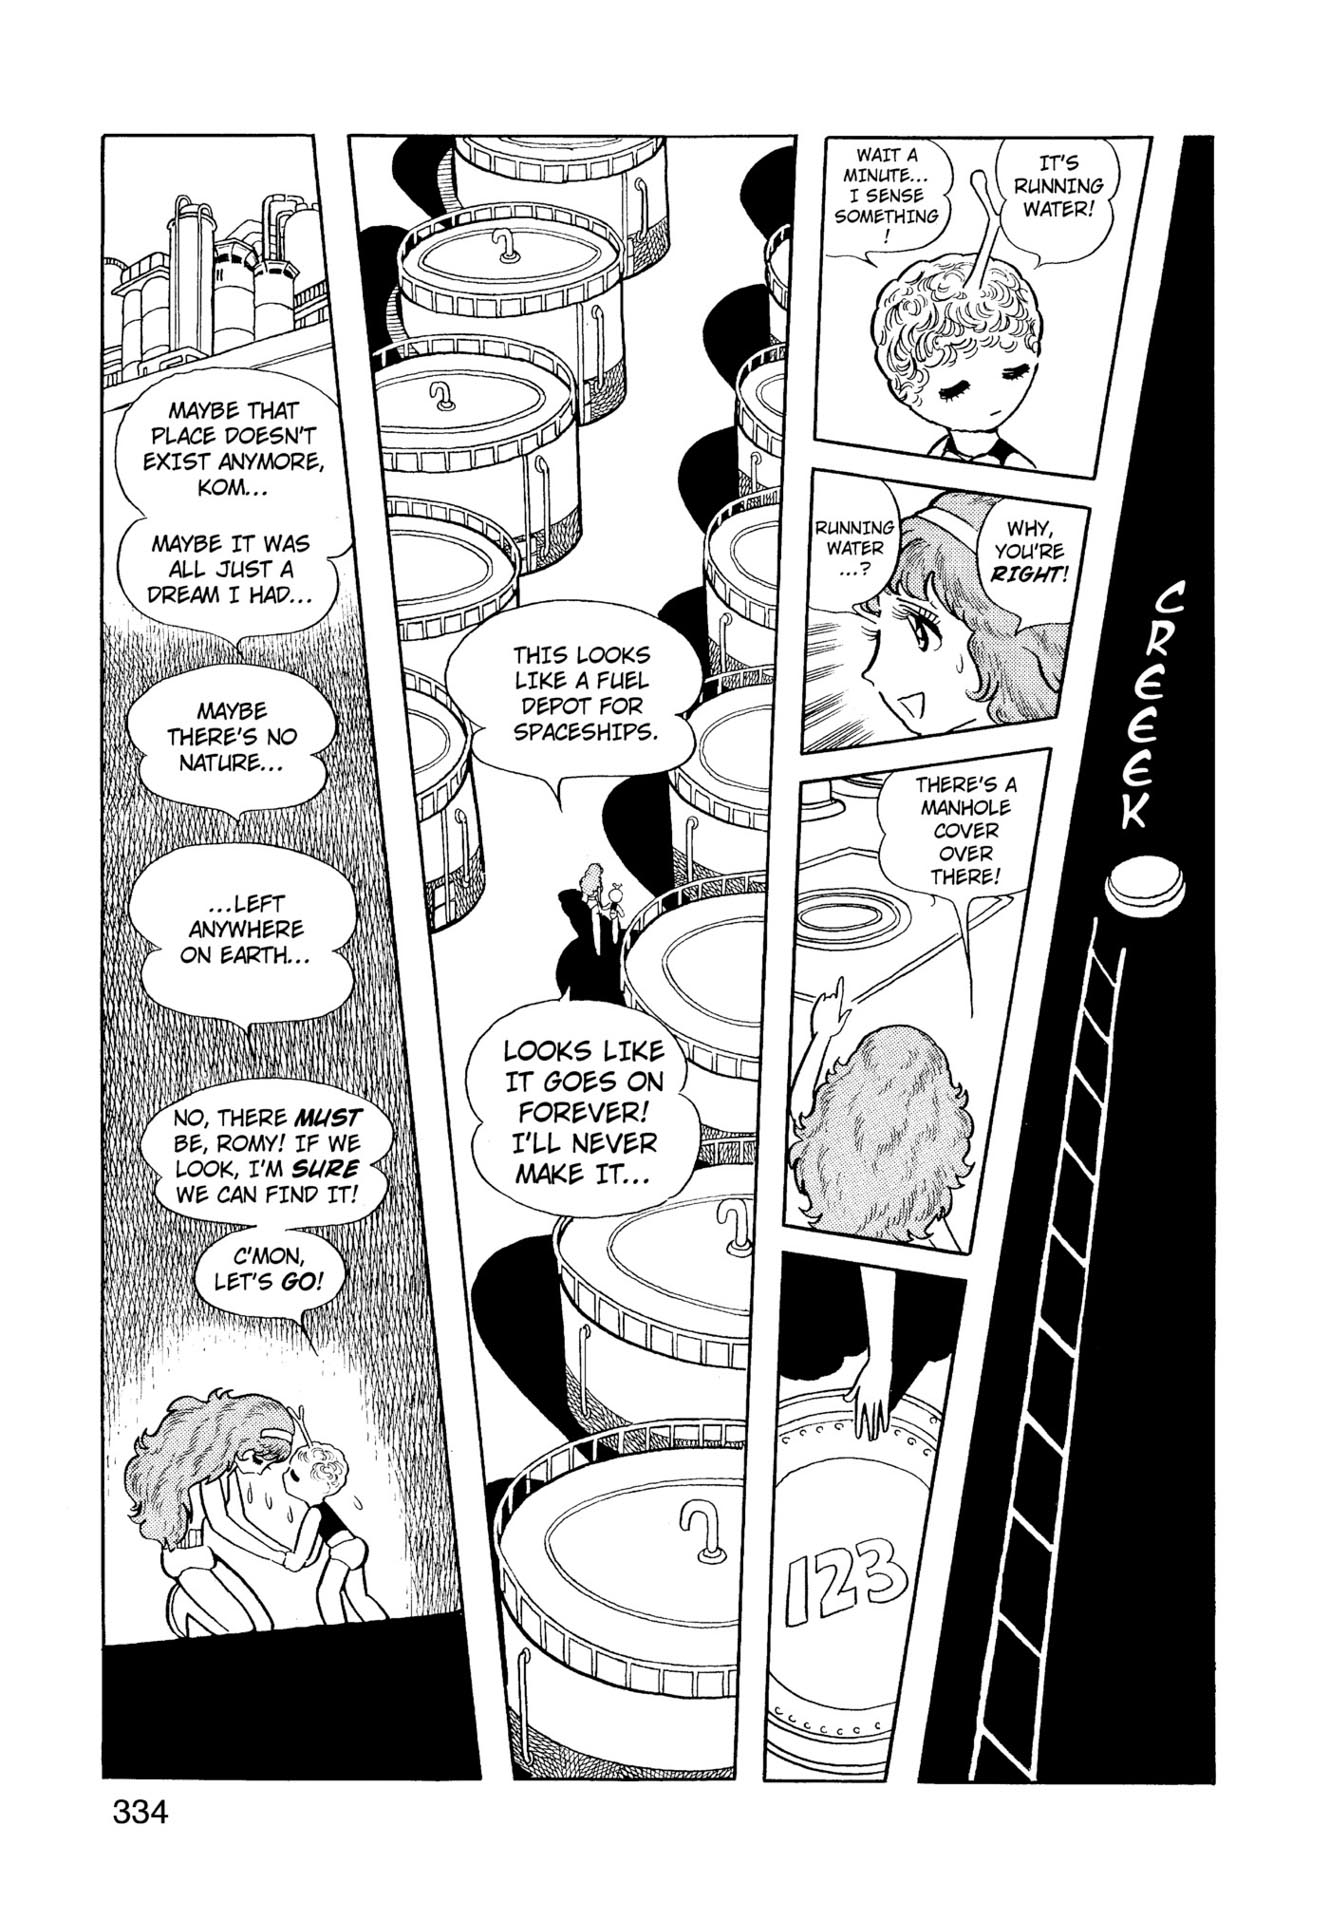 MAYBE THAT
PLACE DOESN'T
EXIST ANYMORE,
KOM...
MAYBE IT WAS
ALL JUST A
DREAM I HAD...
MAYBE
THERE'S NO
NATURE...
...LEFT
ANYWHERE
ON EARTH...
NO, THERE MUST
BE, ROMY! IF WE
LOOK, I'M SURE
WE CAN FIND IT!
C'MON,
LET'S GO!
THIS LOOKS
LIKE A FUEL
DEPOT FOR
SPACESHIPS.
LOOKS LIKE
IT GOES ON
FOREVER!
I'LL NEVER
MAKE IT...
WAIT A
MINUTE...
I SENSE
SOMETHING
!
IT'S
RUNNING
WATER!
RUNNING
WATER
...?
WHY,
YOU'RE
RIGHT!
THERE'S A
MANHOLE
COVER
OVER
THERE!
123
CREEEEK
334